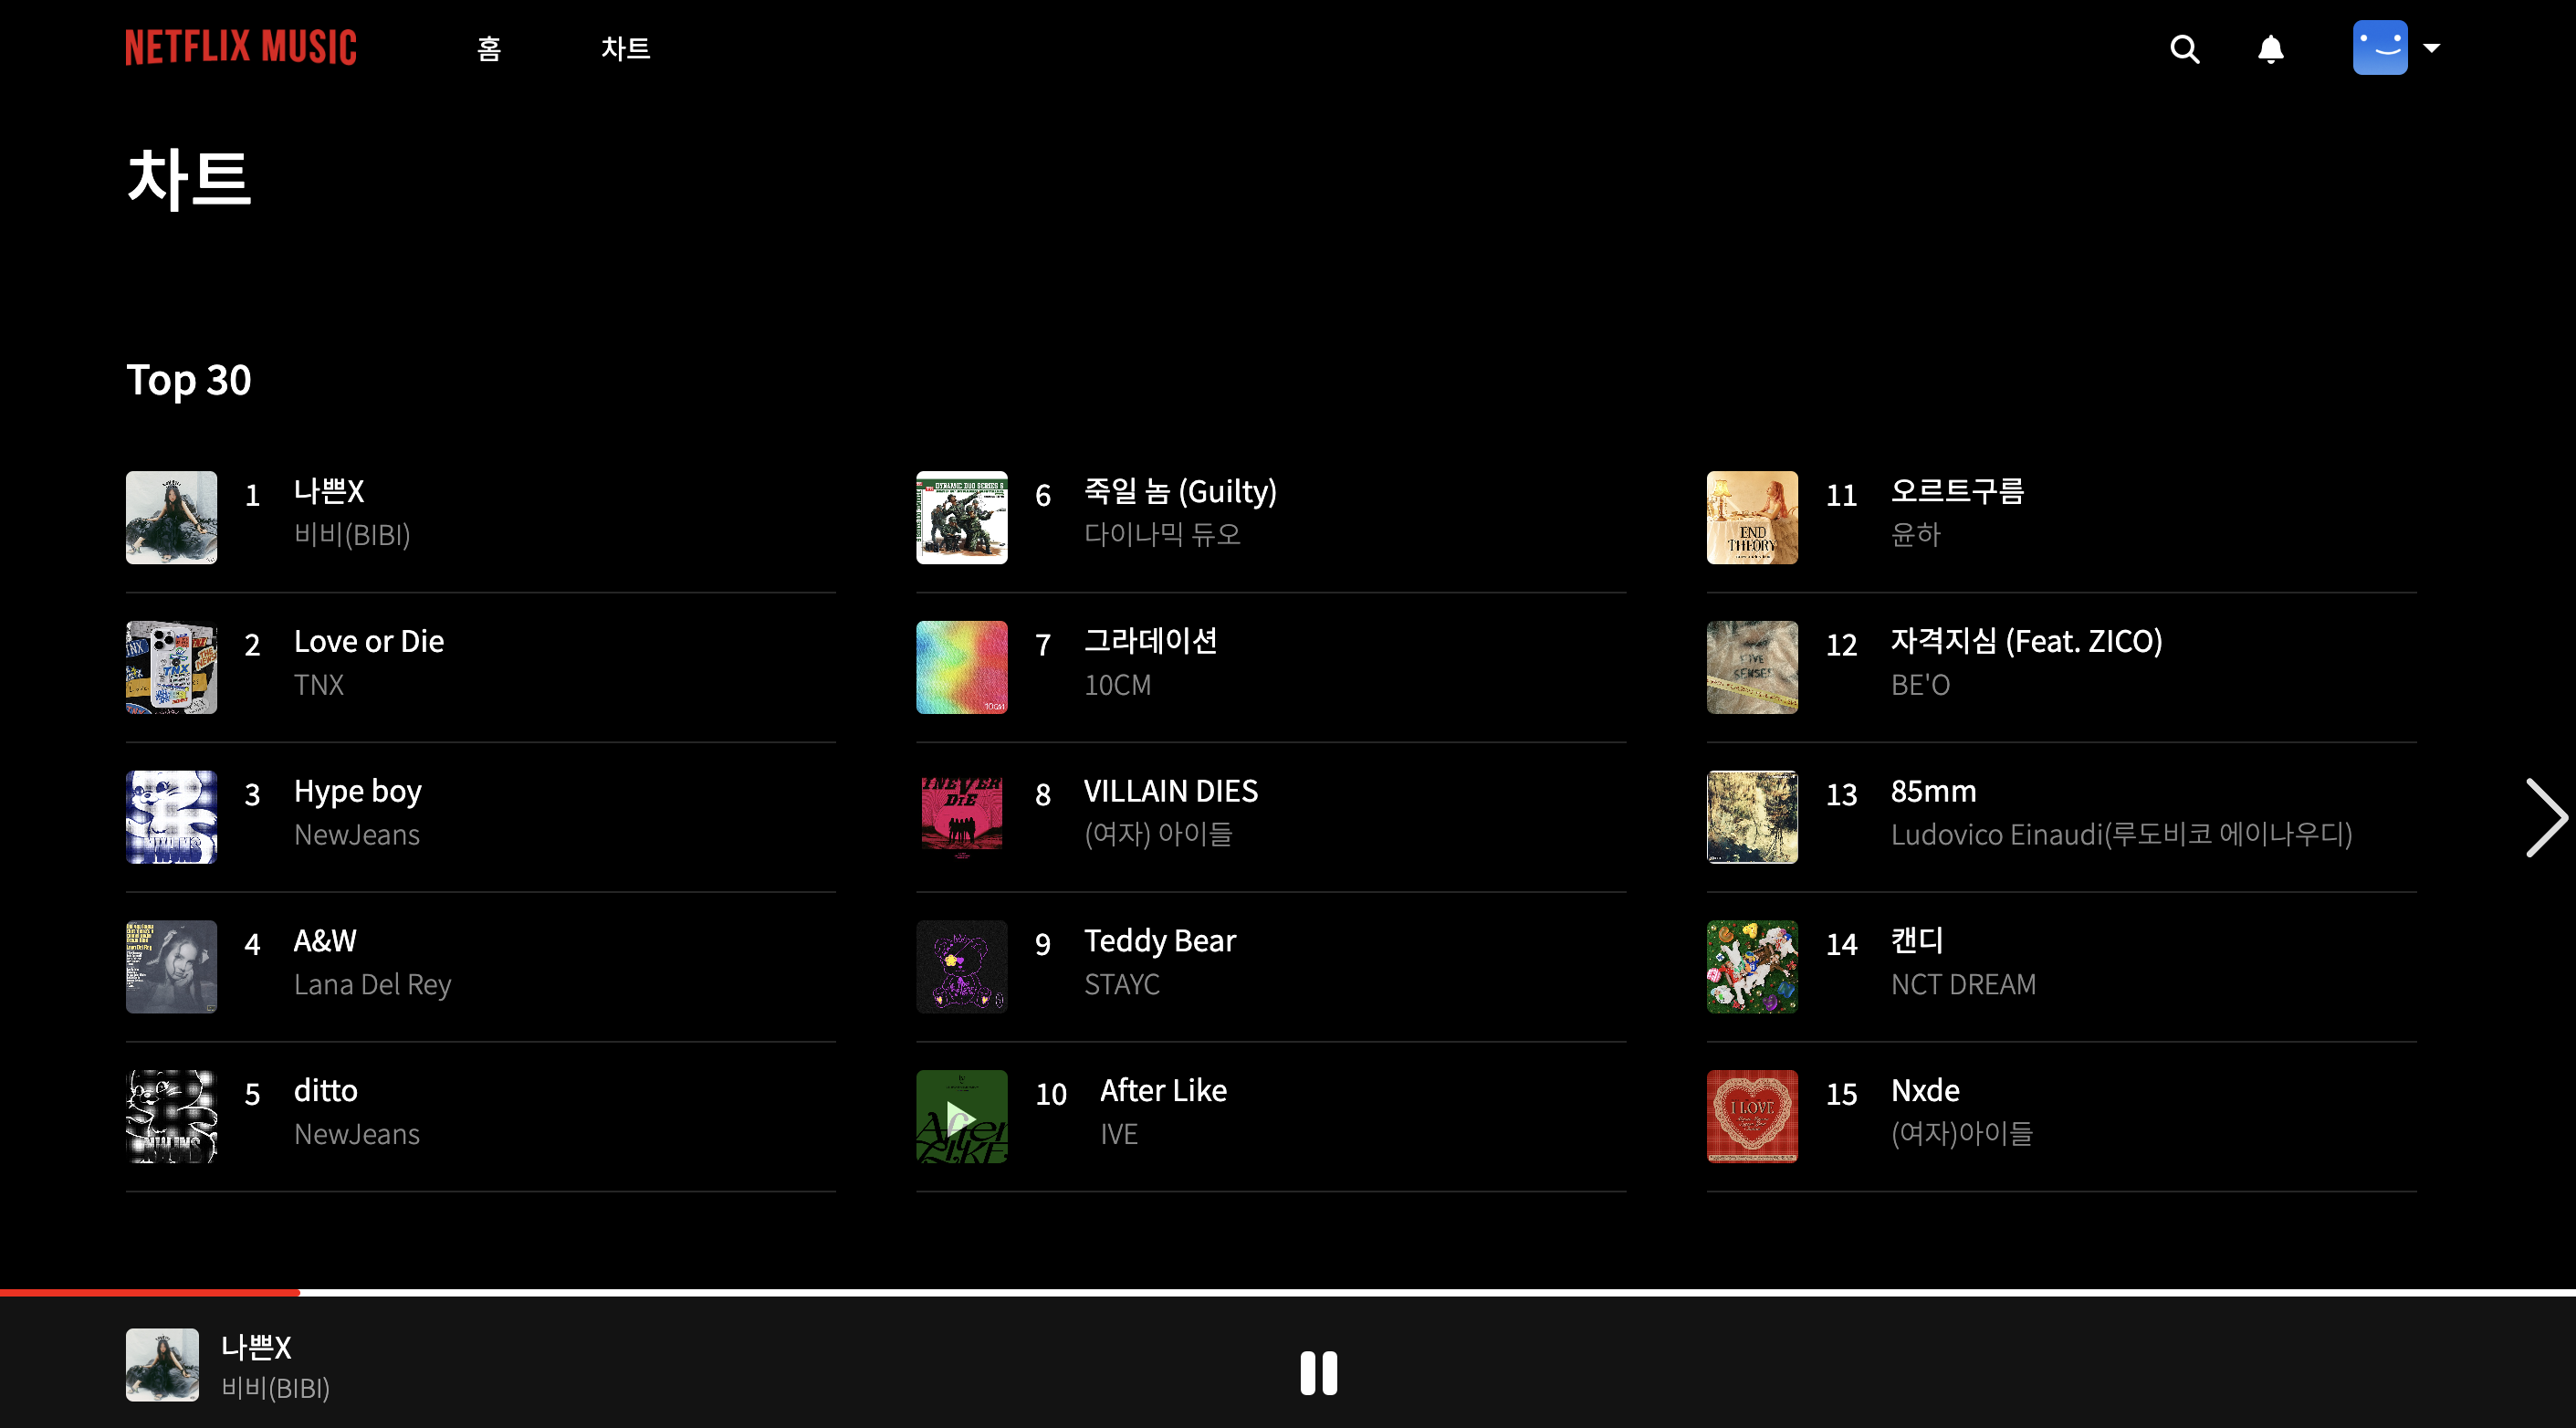 NETFLIX MUSIC 홈 차트
차트
Top 30
1 나쁜X
비비(BIBI)
2 Love or Die
TNX
3 Hype boy
NewJeans
4 A&W
Lana Del Rey
5 ditto
NewJeans
6 죽일 놈 (Guilty)
다이나믹 듀오
7 그라데이션
10CM
8 VILLAIN DIES
(여자) 아이들
9 Teddy Bear
STAYC
10 After Like
IVE
11 오르트구름
윤하
END
THEORY
12 자격지심 (Feat. ZICO)
BE'O
13 85mm
Ludovico Einaudi(루도비코 에이나우디)
14 캔디
NCT DREAM
15 Nxde
(여자)아이들
I LOVE
나쁜X
비비(BIBI)